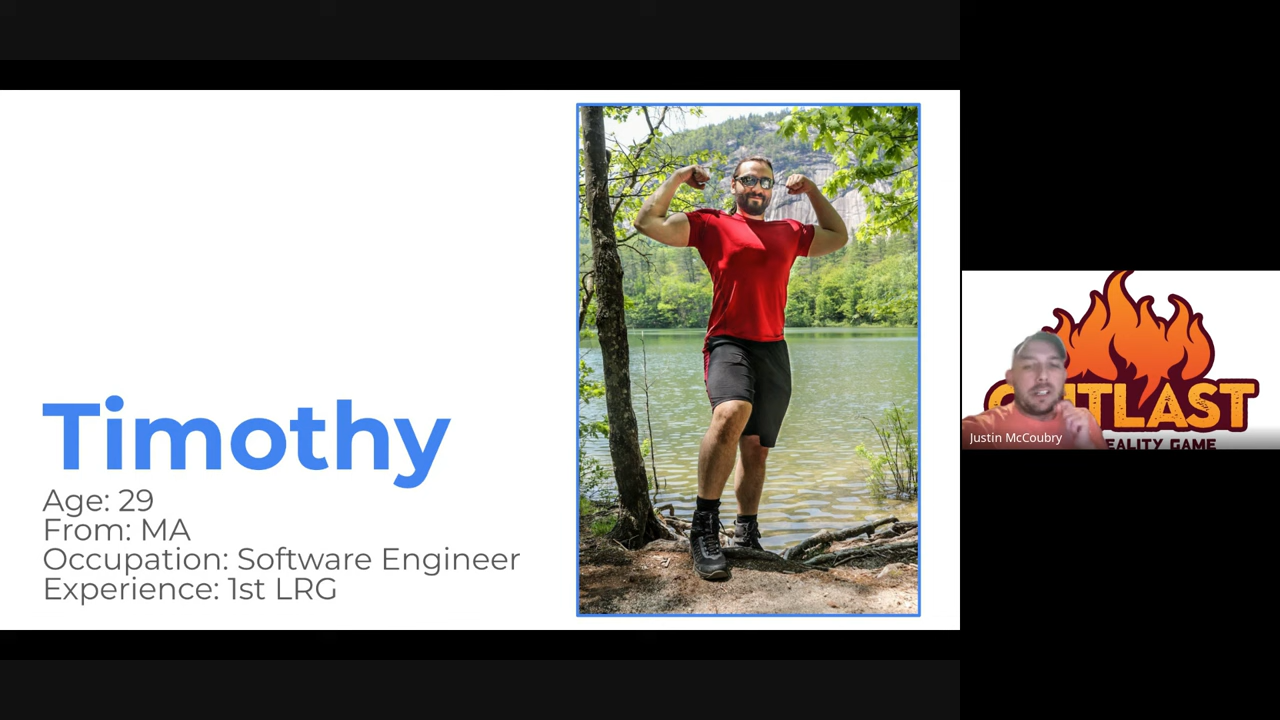 Timothy
Age: 29
From: MA
Occupation: Software Engineer
Experience: 1st LRG
TLAST
EALITY GAME
Justin McCoubry